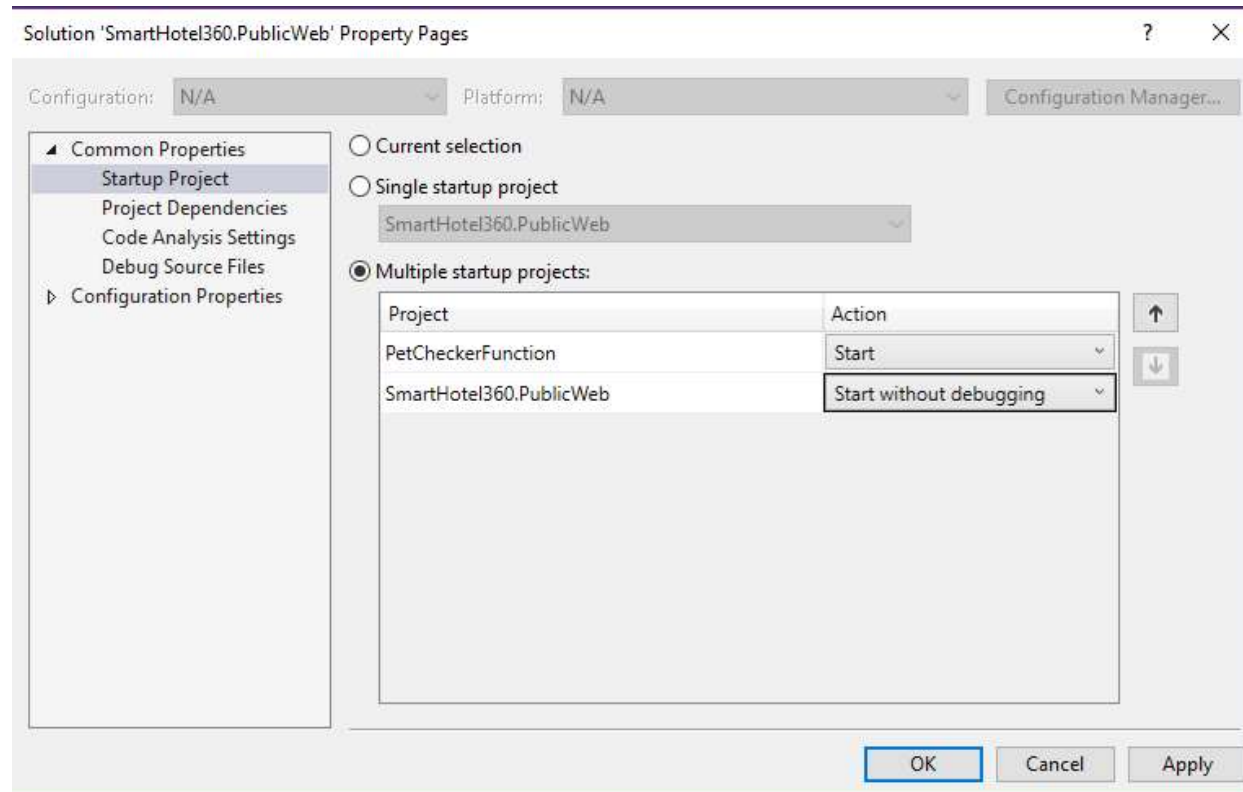 Solution 'SmartHotel360.PublicWeb' Property Pages
?
Configuration: N/A Platform: N/A Configuration Manager...
Common Properties
Startup Project
Project Dependencies
Code Analysis Settings
Debug Source Files
Configuration Properties
Current selection
Single startup project
SmartHotel360.PublicWeb
Multiple startup projects:
Project Action
PetCheckerFunction Start
SmartHotel360.PublicWeb Start without debugging
OK Cancel Apply